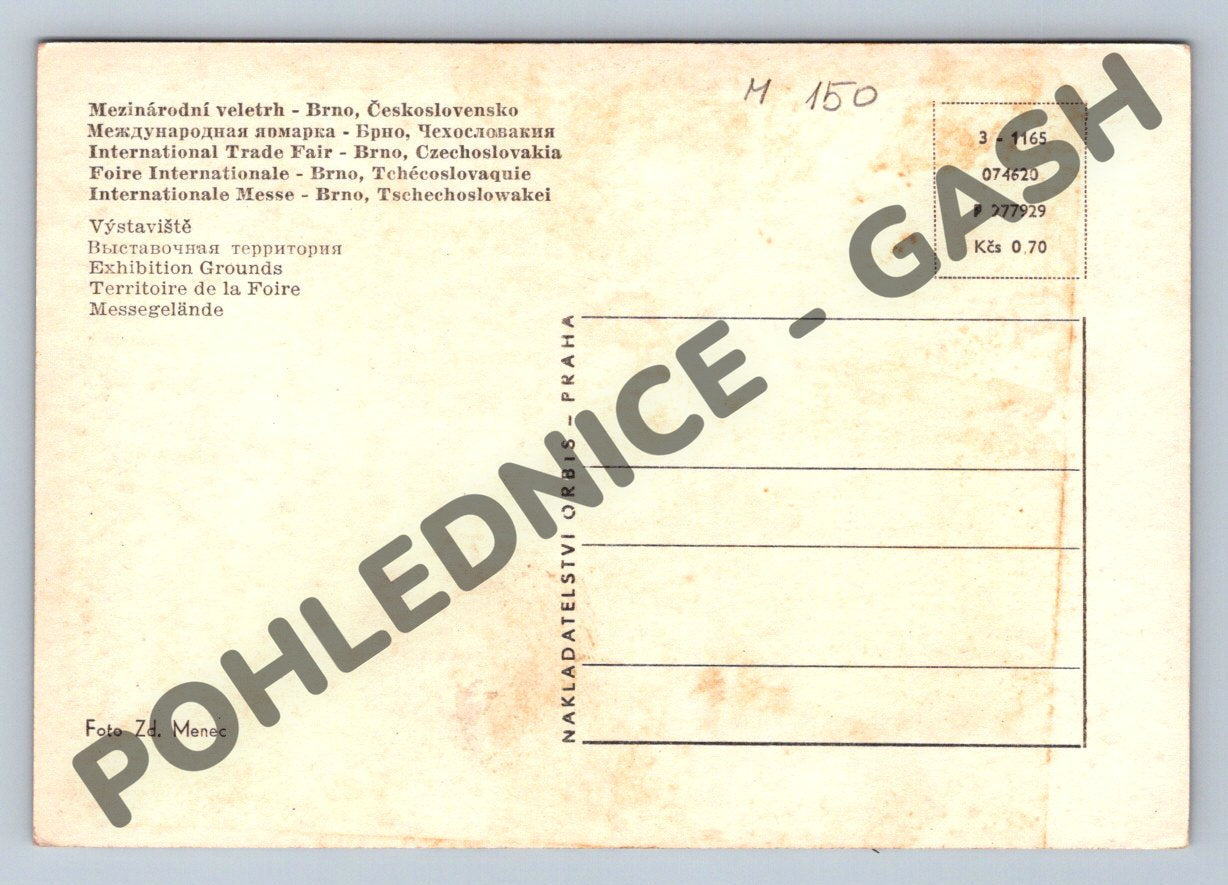 Mezinárodní veletrh - Brno, Československo
Международная ярмарка - Брно, Чехословакия
International Trade Fair - Brno, Czechoslovakia
Foire Internationale - Brno, Tchécoslovaquie
Internationale Messe - Brno, Tschechoslowakei
Výstaviště
Выставочная территория
Exhibition Grounds
Territoire de la Foire
Messegelände
M 150
3 - 1165
074620
277929
Kčs 0,70
NAKLADATELSTVÍ ORBIS - PRAHA
Foto Zd. Menec
POHLEDNICE - GASH